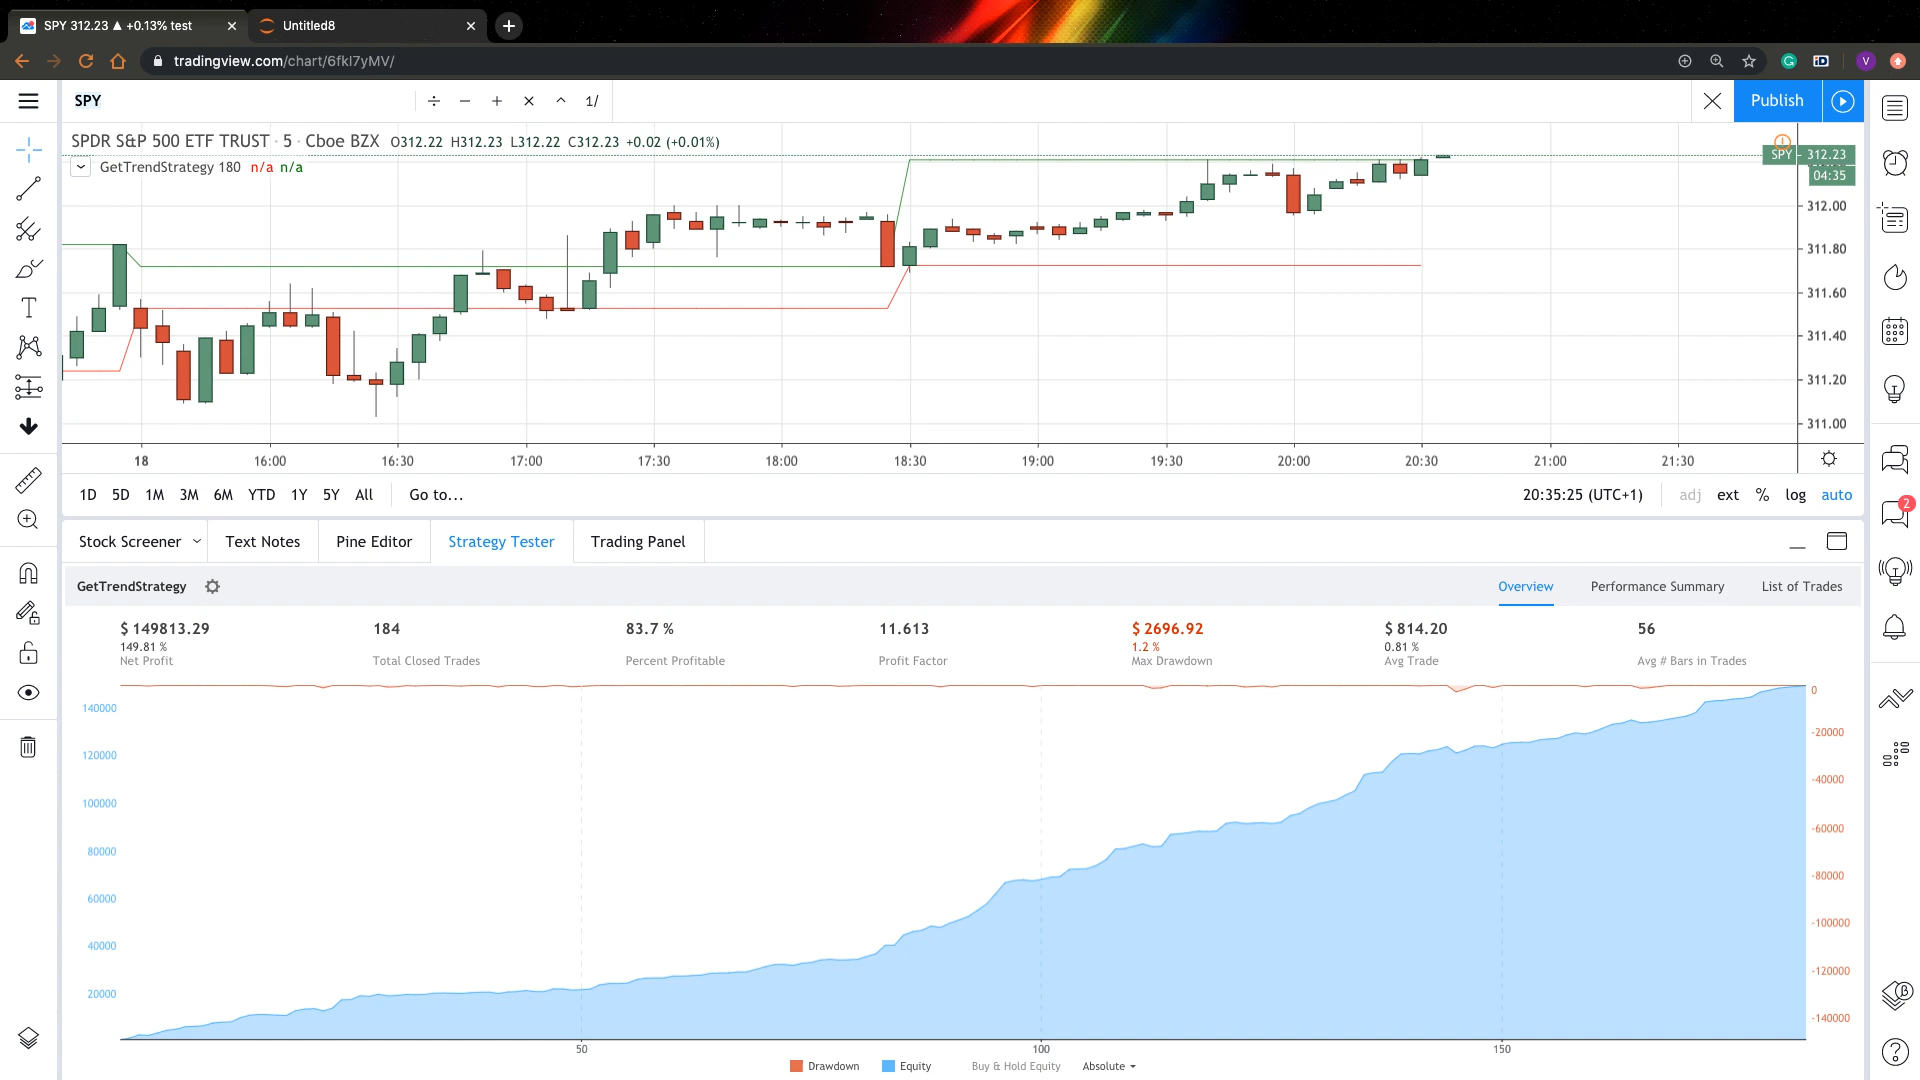 SPY 312.23 ▲ +0.13% test
Untitled8
tradingview.com/chart/6fkI7yMV/
SPY ÷ − + × ^ 1/
Publish
SPDR S&P 500 ETF TRUST · 5 · Cboe BZX O312.22 H312.23 L312.22 C312.23 +0.02 (+0.01%)
GetTrendStrategy 180 n/a n/a
SPY 312.23
04:35
312.00
311.80
311.60
311.40
311.20
311.00
18 16:00 16:30 17:00 17:30 18:00 18:30 19:00 19:30 20:00 20:30 21:00 21:30
1D 5D 1M 3M 6M YTD 1Y 5Y All Go to... 20:35:25 (UTC+1) adj ext % log auto
2
Stock Screener Text Notes Pine Editor Strategy Tester Trading Panel
GetTrendStrategy Overview Performance Summary List of Trades
$ 149813.29 184 83.7 % 11.613 $ 2696.92 $ 814.20 56
149.81 % 1.2 % 0.81 %
Net Profit Total Closed Trades Percent Profitable Profit Factor Max Drawdown Avg Trade Avg # Bars in Trades
0
140000
-20000
120000
-40000
100000
-60000
80000
-80000
60000
-100000
40000
-120000
20000
-140000
50 100 150
Drawdown Equity Buy & Hold Equity Absolute